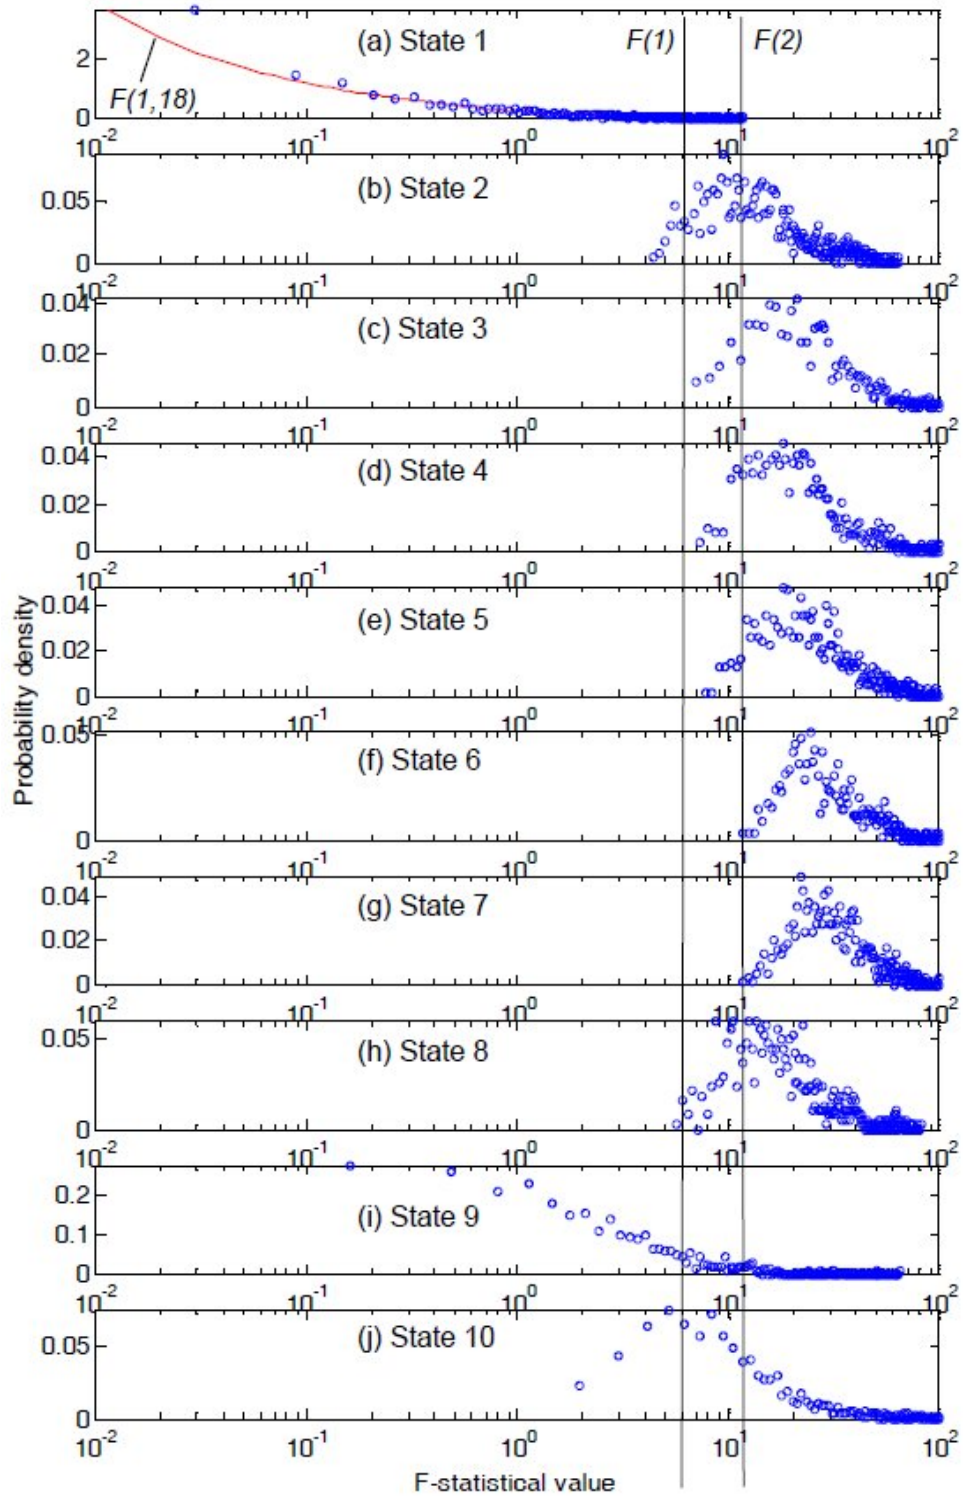 (a) State 1
F(1)
F(2)
F(1,18)
2
0
10-2 10-1 100 101 102
(b) State 2
0.05
0
10-2 10-1 100 101 102
0.04
(c) State 3
0.02
0
10-2 10-1 100 101 102
0.04
(d) State 4
0.02
0
10-2 10-1 100 101 102
0.04
(e) State 5
0.02
0
10-2 10-1 100 101 102
0.05
(f) State 6
0
10-2 10-1 100 101 102
0.04
(g) State 7
0.02
0
10-2 10-1 100 101 102
0.05
(h) State 8
0
10-2 10-1 100 101 102
0.2
(i) State 9
0.1
0
10-2 10-1 100 101 102
(j) State 10
0.05
0
10-2 10-1 100 101 102
Probability density
F-statistical value